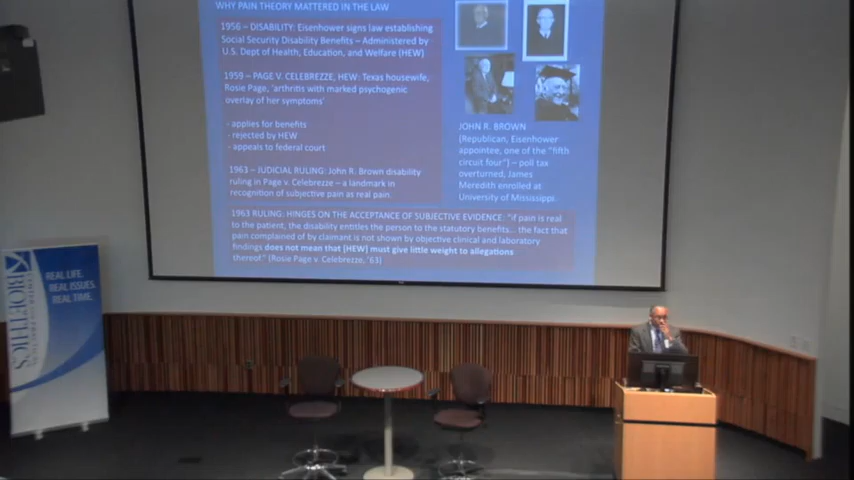 WHY PAIN THEORY MATTERED IN THE LAW
1956 – DISABILITY: Eisenhower signs law establishing
Social Security Disability Benefits – Administered by
U.S. Dept of Health, Education, and Welfare (HEW)
1959 – PAGE V. CELEBREZZE, HEW: Texas housewife,
Rosie Page, 'arthritis with marked psychogenic
overlay of her symptoms'
- applies for benefits
- rejected by HEW
- appeals to federal court
1963 – JUDICIAL RULING: John R. Brown disability
ruling in Page v. Celebrezze – a landmark in
recognition of subjective pain as real pain.
JOHN R. BROWN
(Republican, Eisenhower
appointee, one of the "fifth
circuit four") – poll tax
overturned, James
Meredith enrolled at
University of Mississippi.
1963 RULING: HINGES ON THE ACCEPTANCE OF SUBJECTIVE EVIDENCE: "if pain is real
to the patient, the disability entitles the person to the statutory benefits... the fact that
pain complained of by claimant is not shown by objective clinical and laboratory
findings does not mean that [HEW] must give little weight to allegations
thereof" (Rosie Page v. Celebrezze, '63)
BIOETHICS
REAL LIFE.
REAL ISSUES.
REAL TIME.